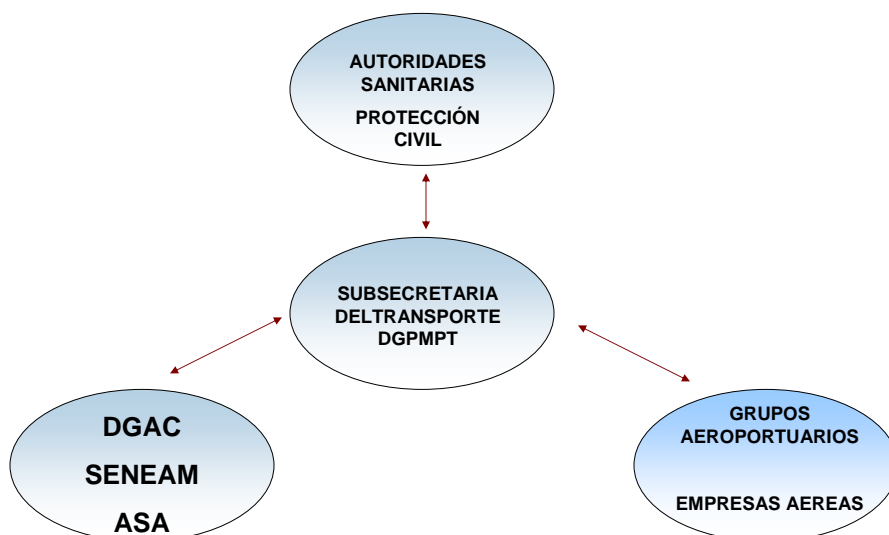 AUTORIDADES
SANITARIAS
PROTECCIÓN
CIVIL
SUBSECRETARIA
DELTRANSPORTE
DGPMPT
DGAC
SENEAM
ASA
GRUPOS
AEROPORTUARIOS
EMPRESAS AEREAS